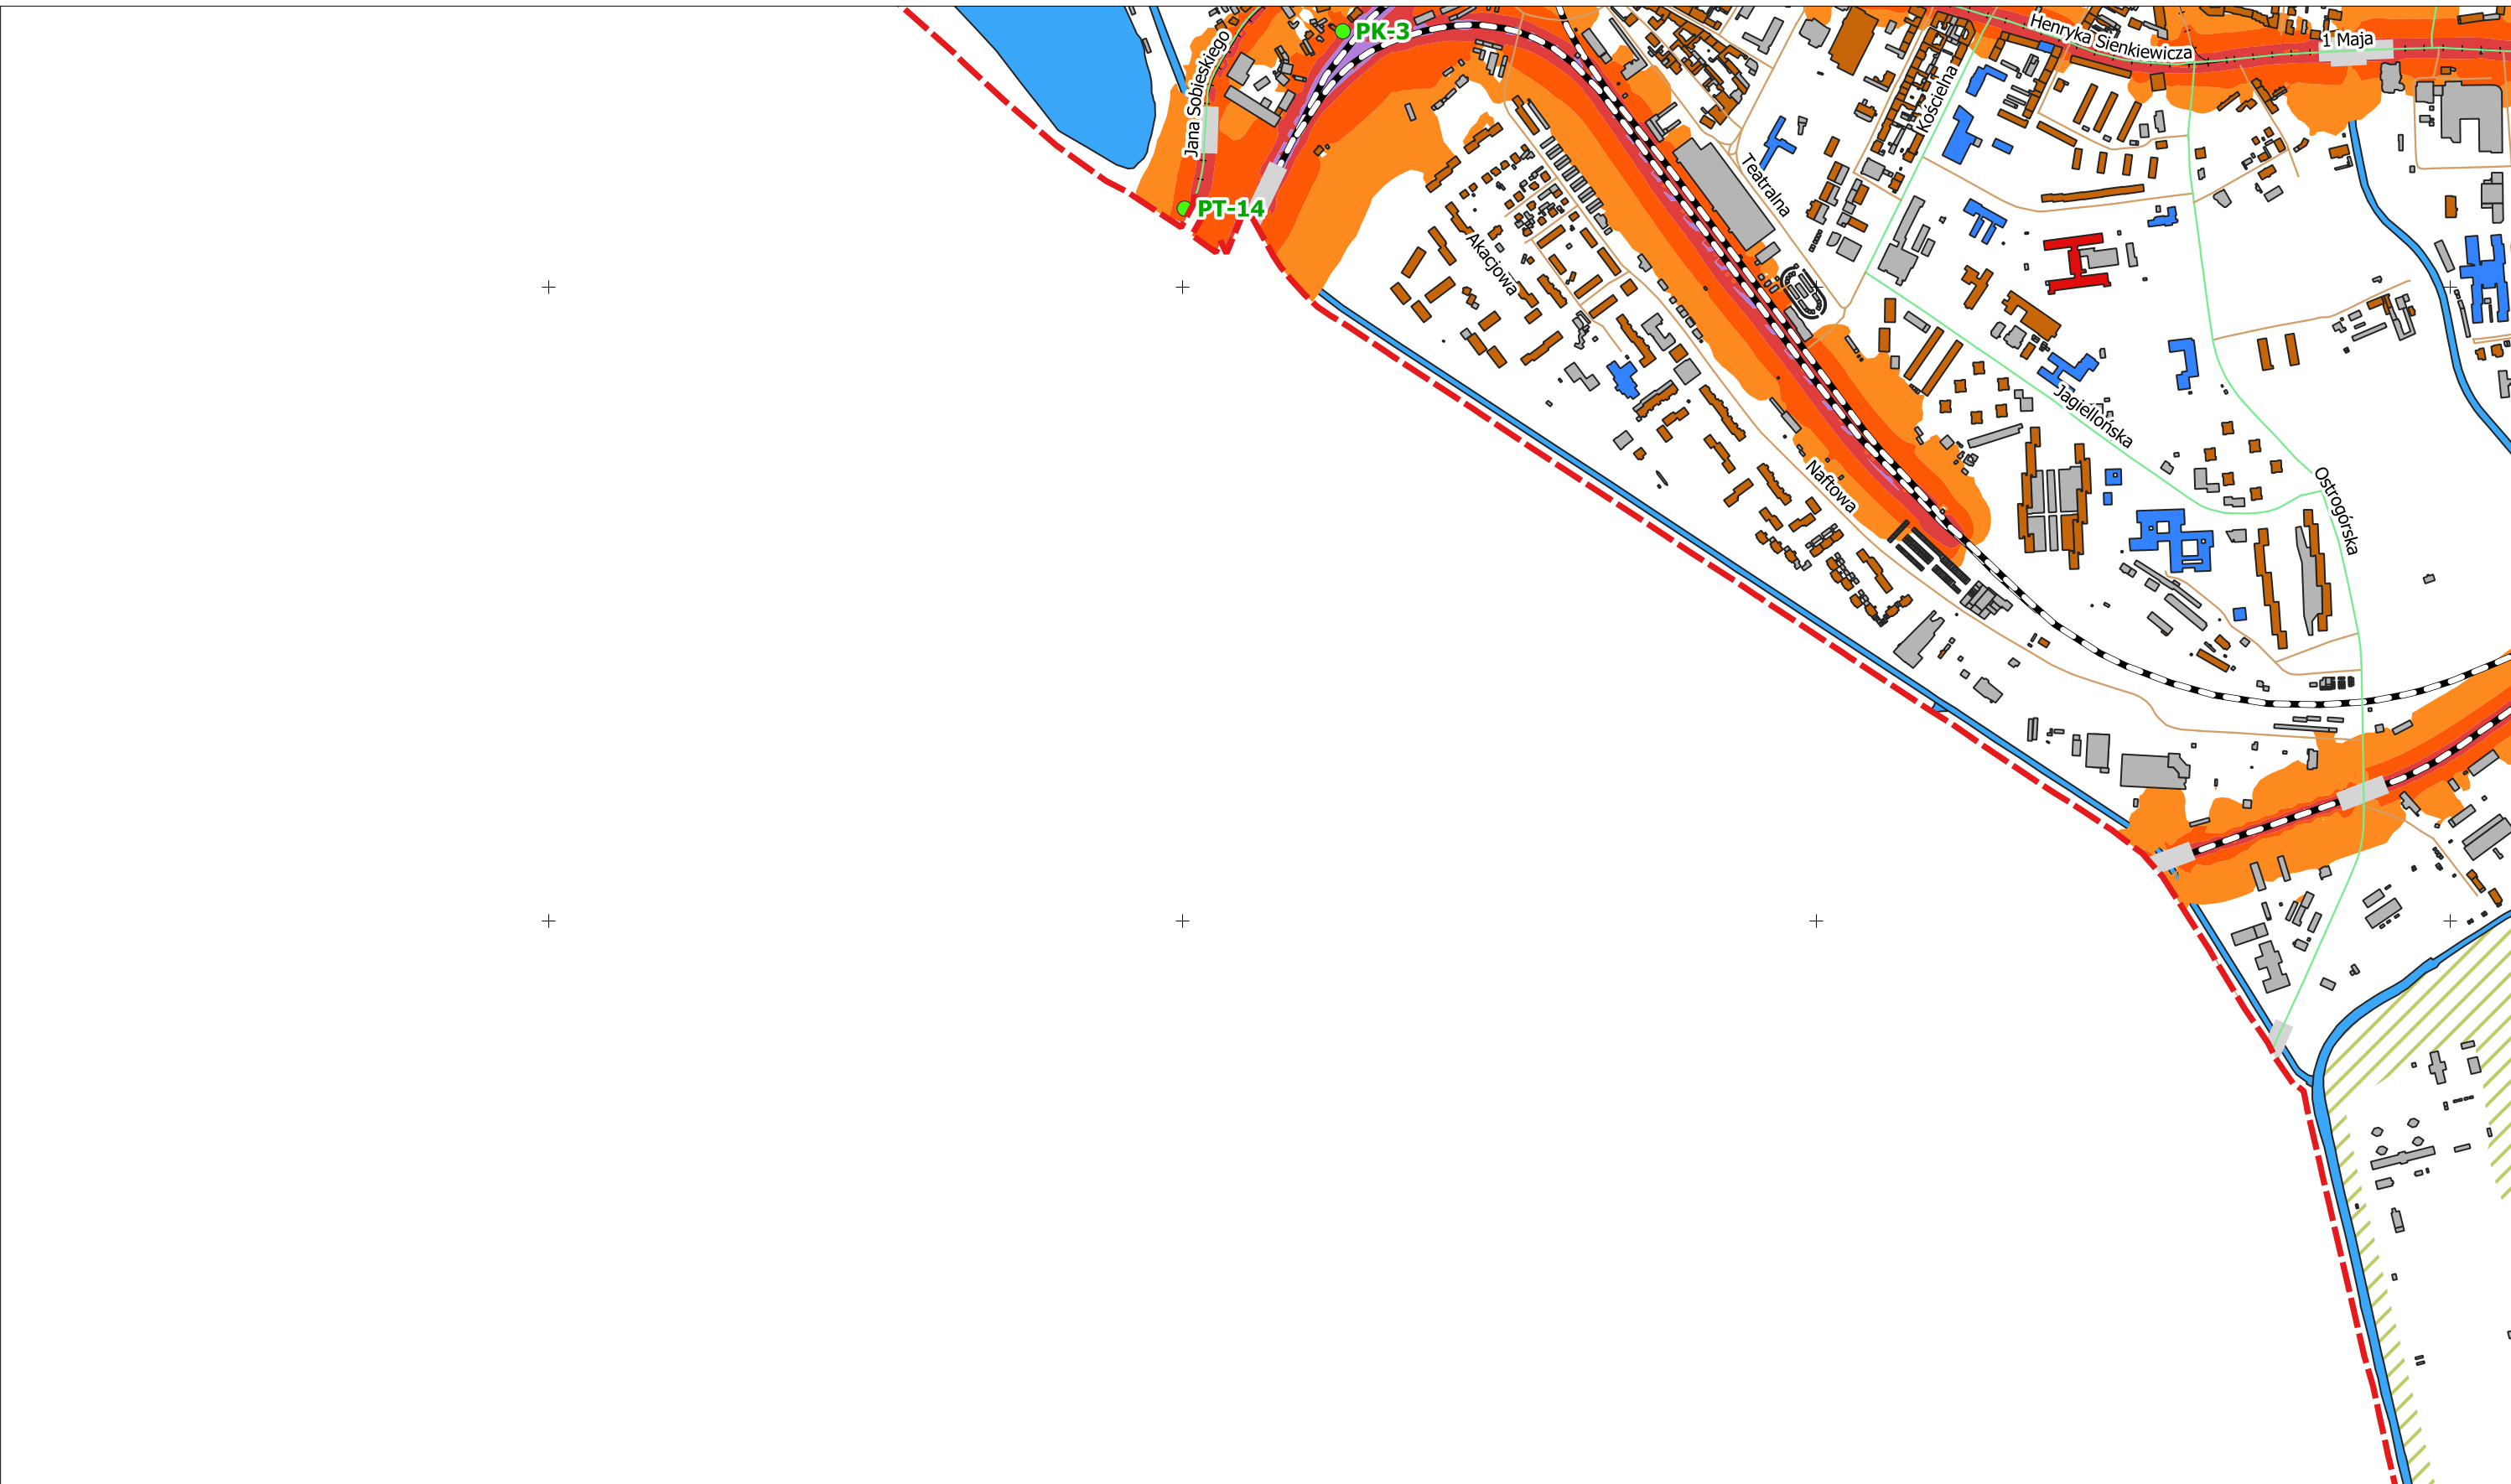 PK-3
Henryka Sienkiewicza
1 Maja
Jana Sobieskiego
Kościelna
Teatralna
PT-14
Akacjowa
Jagiellońska
Naftowa
Ostrogórska